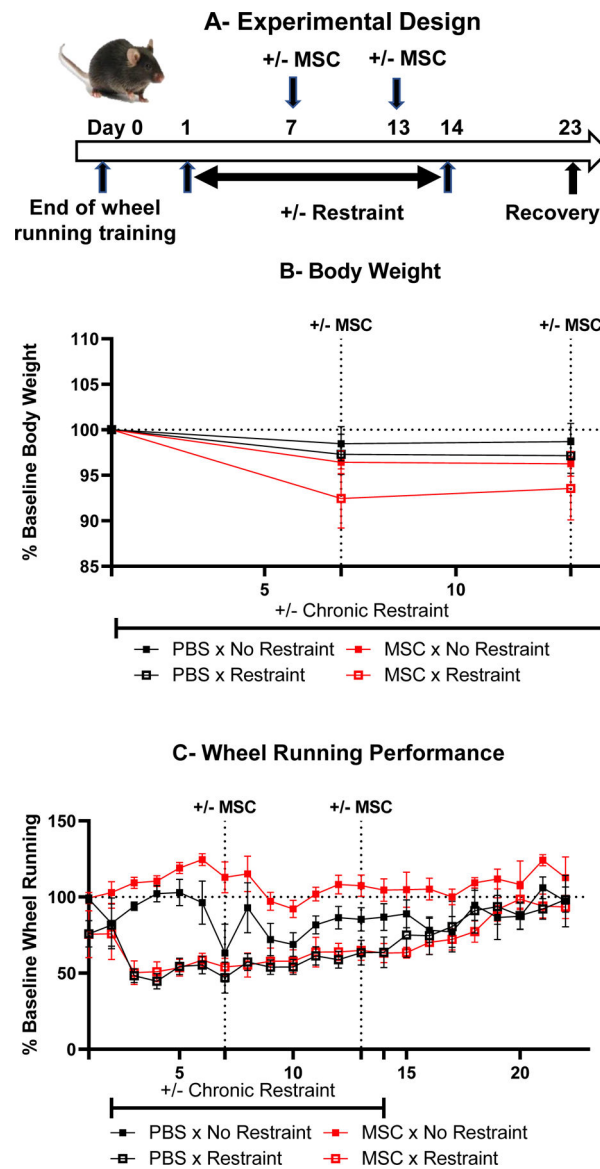 A- Experimental Design
+/- MSC +/- MSC
Day 0 1 7 13 14 23
End of wheel
running training
+/- Restraint
Recovery
B- Body Weight
+/- MSC +/- MSC
% Baseline Body Weight
110
105
100
95
90
85
5 10
+/- Chronic Restraint
PBS x No Restraint MSC x No Restraint
PBS x Restraint MSC x Restraint
C- Wheel Running Performance
+/- MSC +/- MSC
% Baseline Wheel Running
150
100
50
0
5 10 15 20
+/- Chronic Restraint
PBS x No Restraint MSC x No Restraint
PBS x Restraint MSC x Restraint